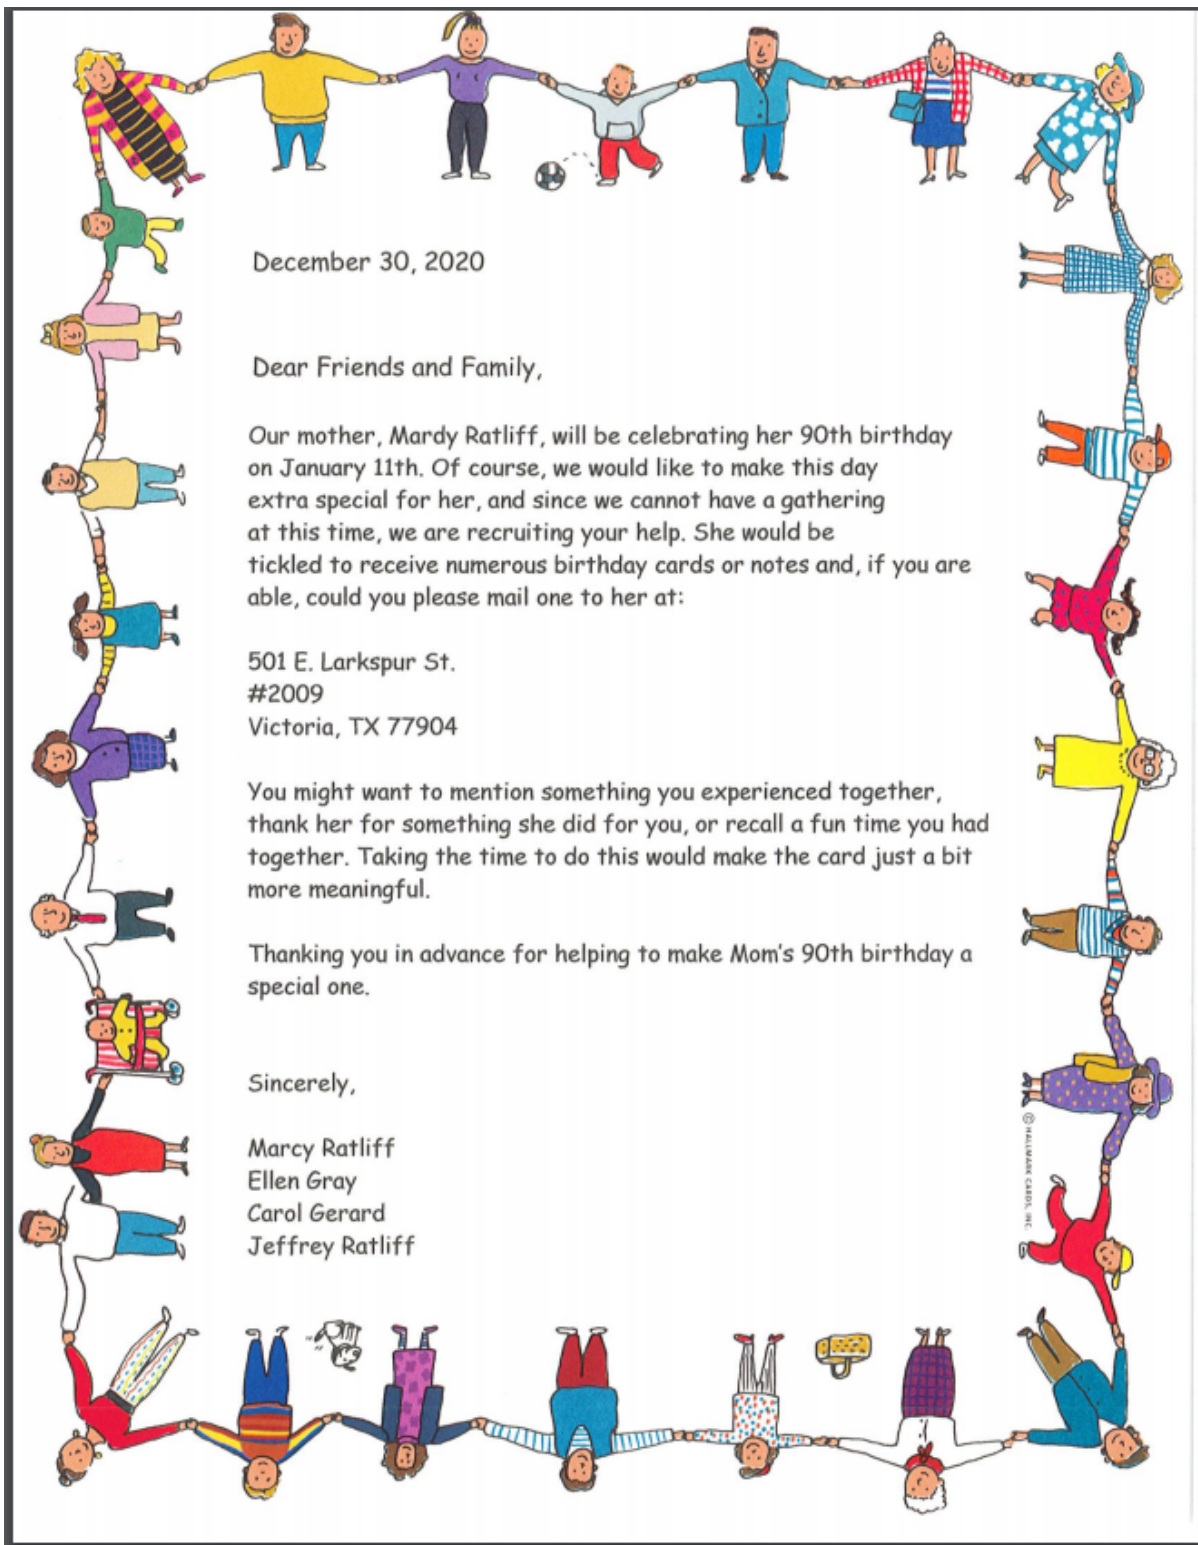 December 30, 2020
Dear Friends and Family,
Our mother, Mardy Ratliff, will be celebrating her 90th birthday
on January 11th. Of course, we would like to make this day
extra special for her, and since we cannot have a gathering
at this time, we are recruiting your help. She would be
tickled to receive numerous birthday cards or notes and, if you are
able, could you please mail one to her at:
501 E. Larkspur St.
#2009
Victoria, TX 77904
You might want to mention something you experienced together,
thank her for something she did for you, or recall a fun time you had
together. Taking the time to do this would make the card just a bit
more meaningful.
Thanking you in advance for helping to make Mom's 90th birthday a
special one.
Sincerely,
Marcy Ratliff
Ellen Gray
Carol Gerard
Jeffrey Ratliff
© HALLMARK CARDS, INC.